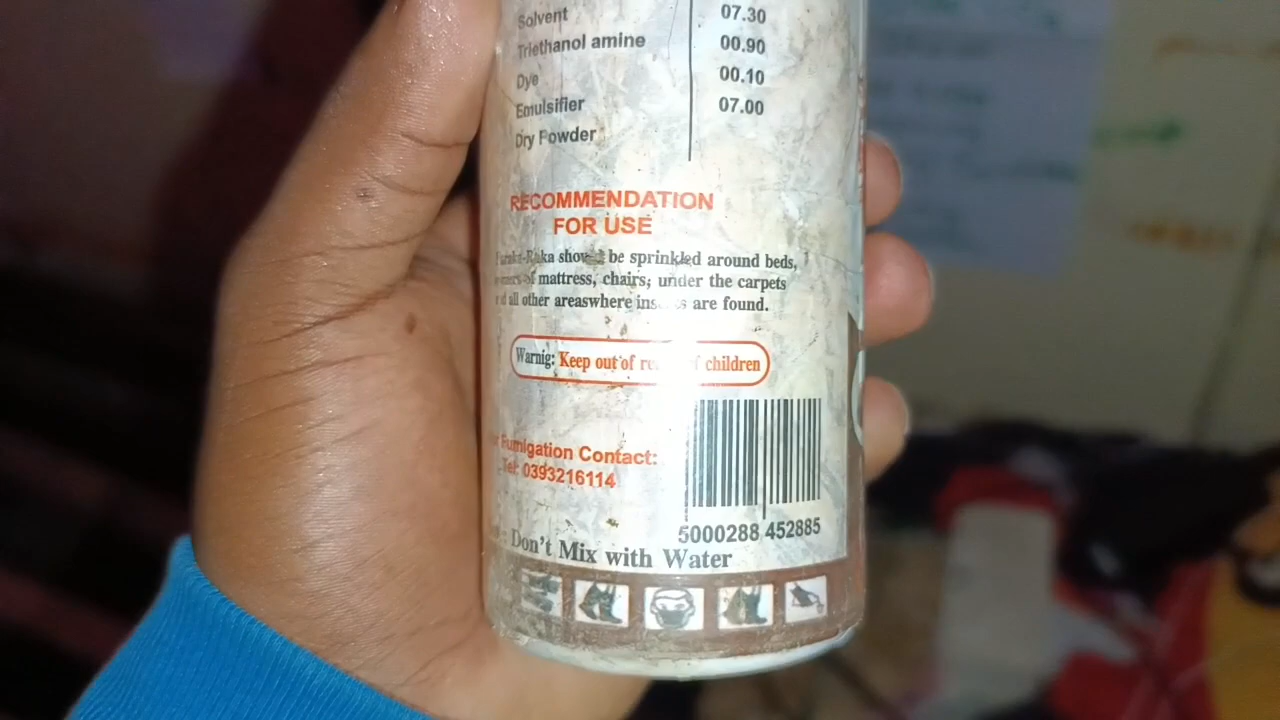 Solvent 07.30
Triethanol amine 00.90
Dye 00.10
Emulsifier 07.00
Dry Powder
RECOMMENDATION
FOR USE
be sprinkled around beds,
of mattress, chairs; under the carpets
all other areaswhere are found.
Warnig: Keep out of children
Fumigation Contact:
Tel: 0393216114
5000288 452885
Don't Mix with Water